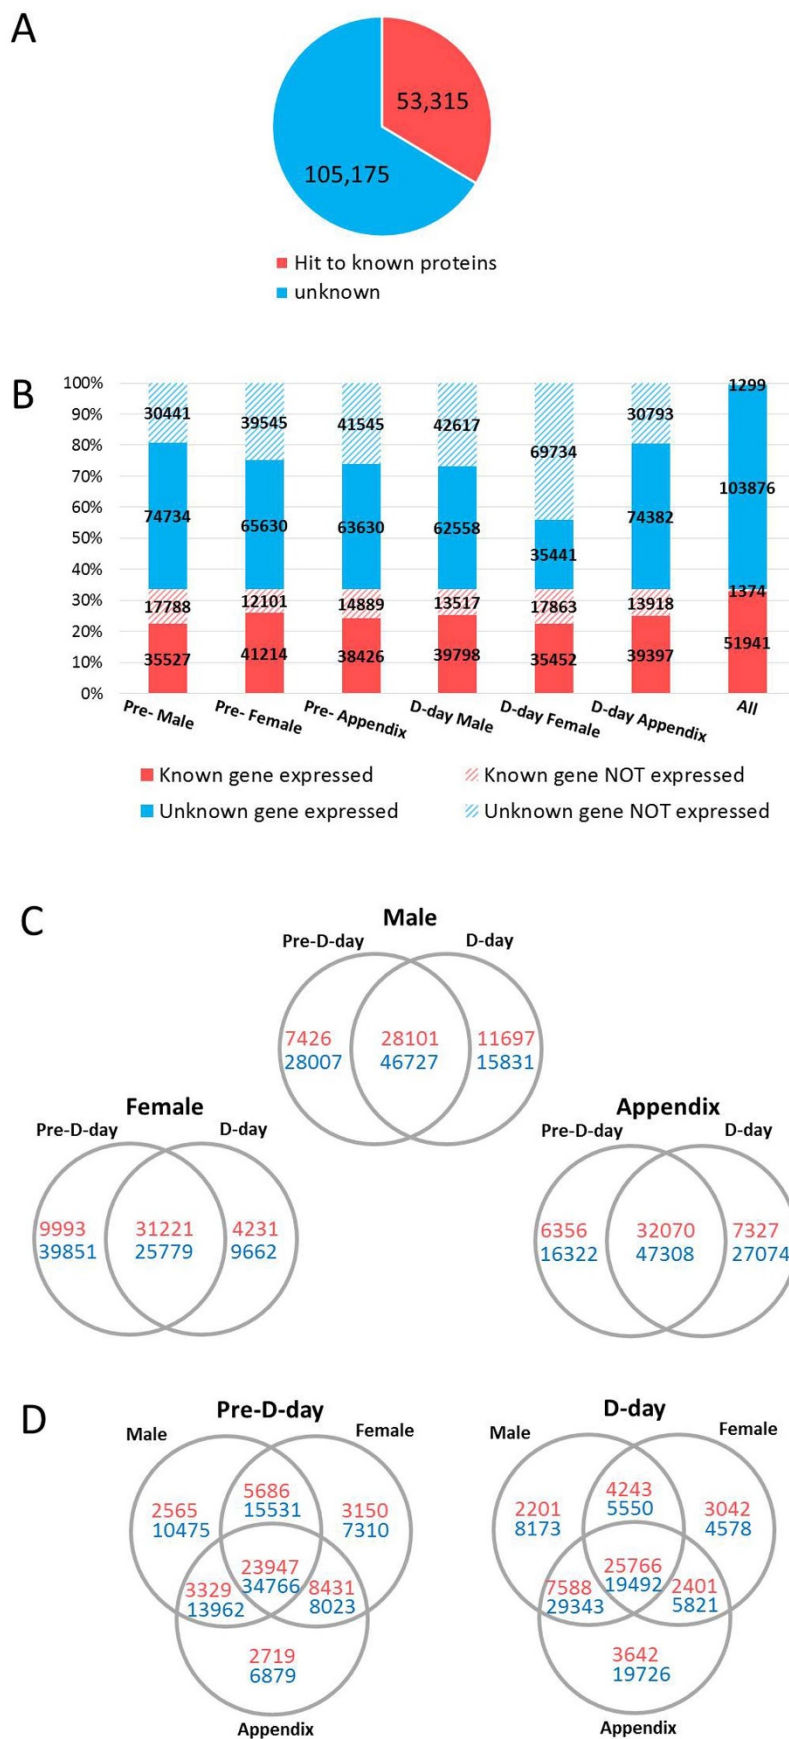 A
53,315
105,175
Hit to known proteins
unknown
B
100%
90%
80%
70%
60%
50%
40%
30%
20%
10%
0%
30441
39545
41545
42617
69734
30793
1299
74734
65630
63630
62558
35441
74382
103876
17788
12101
14889
13517
17863
13918
1374
35527
41214
38426
39798
35452
39397
51941
Pre- Male
Pre- Female
Pre- Appendix
D-day Male
D-day Female
D-day Appendix
All
Known gene expressed
Known gene NOT expressed
Unknown gene expressed
Unknown gene NOT expressed
C
Male
Pre-D-day
D-day
7426
28007
28101
46727
11697
15831
Female
Pre-D-day
D-day
9993
39851
31221
25779
4231
9662
Appendix
Pre-D-day
D-day
6356
16322
32070
47308
7327
27074
D
Pre-D-day
Male
Female
5686
15531
2565
10475
3150
7310
23947
34766
3329
13962
8431
8023
2719
6879
Appendix
D-day
Male
Female
4243
5550
2201
8173
3042
4578
25766
19492
7588
29343
2401
5821
3642
19726
Appendix